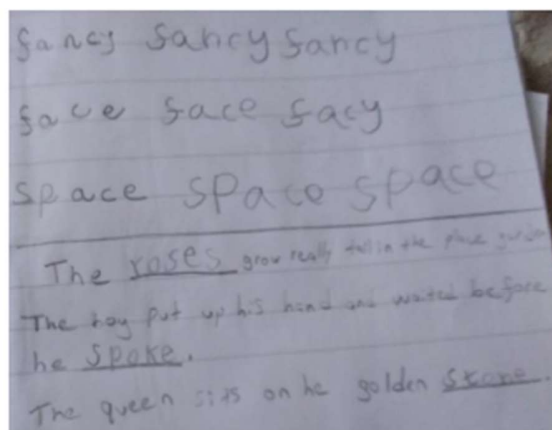 fancy fancy fancy
face face facy
space space space
The roses grow really tall in the
The boy put up his hand and waited before
he spoke.
The queen sits on he golden